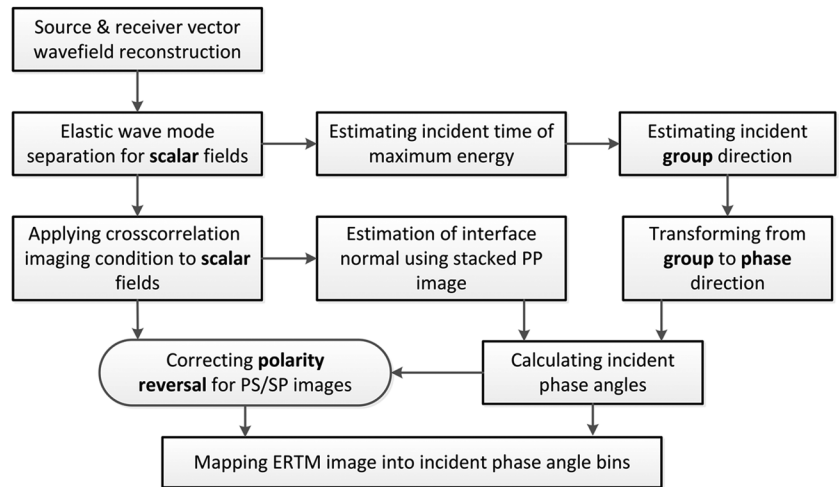 Source & receiver vector
wavefield reconstruction
Elastic wave mode
separation for scalar fields
Estimating incident time of
maximum energy
Estimating incident
group direction
Applying crosscorrelation
imaging condition to scalar
fields
Estimation of interface
normal using stacked PP
image
Transforming from
group to phase
direction
Correcting polarity
reversal for PS/SP images
Calculating incident
phase angles
Mapping ERTM image into incident phase angle bins